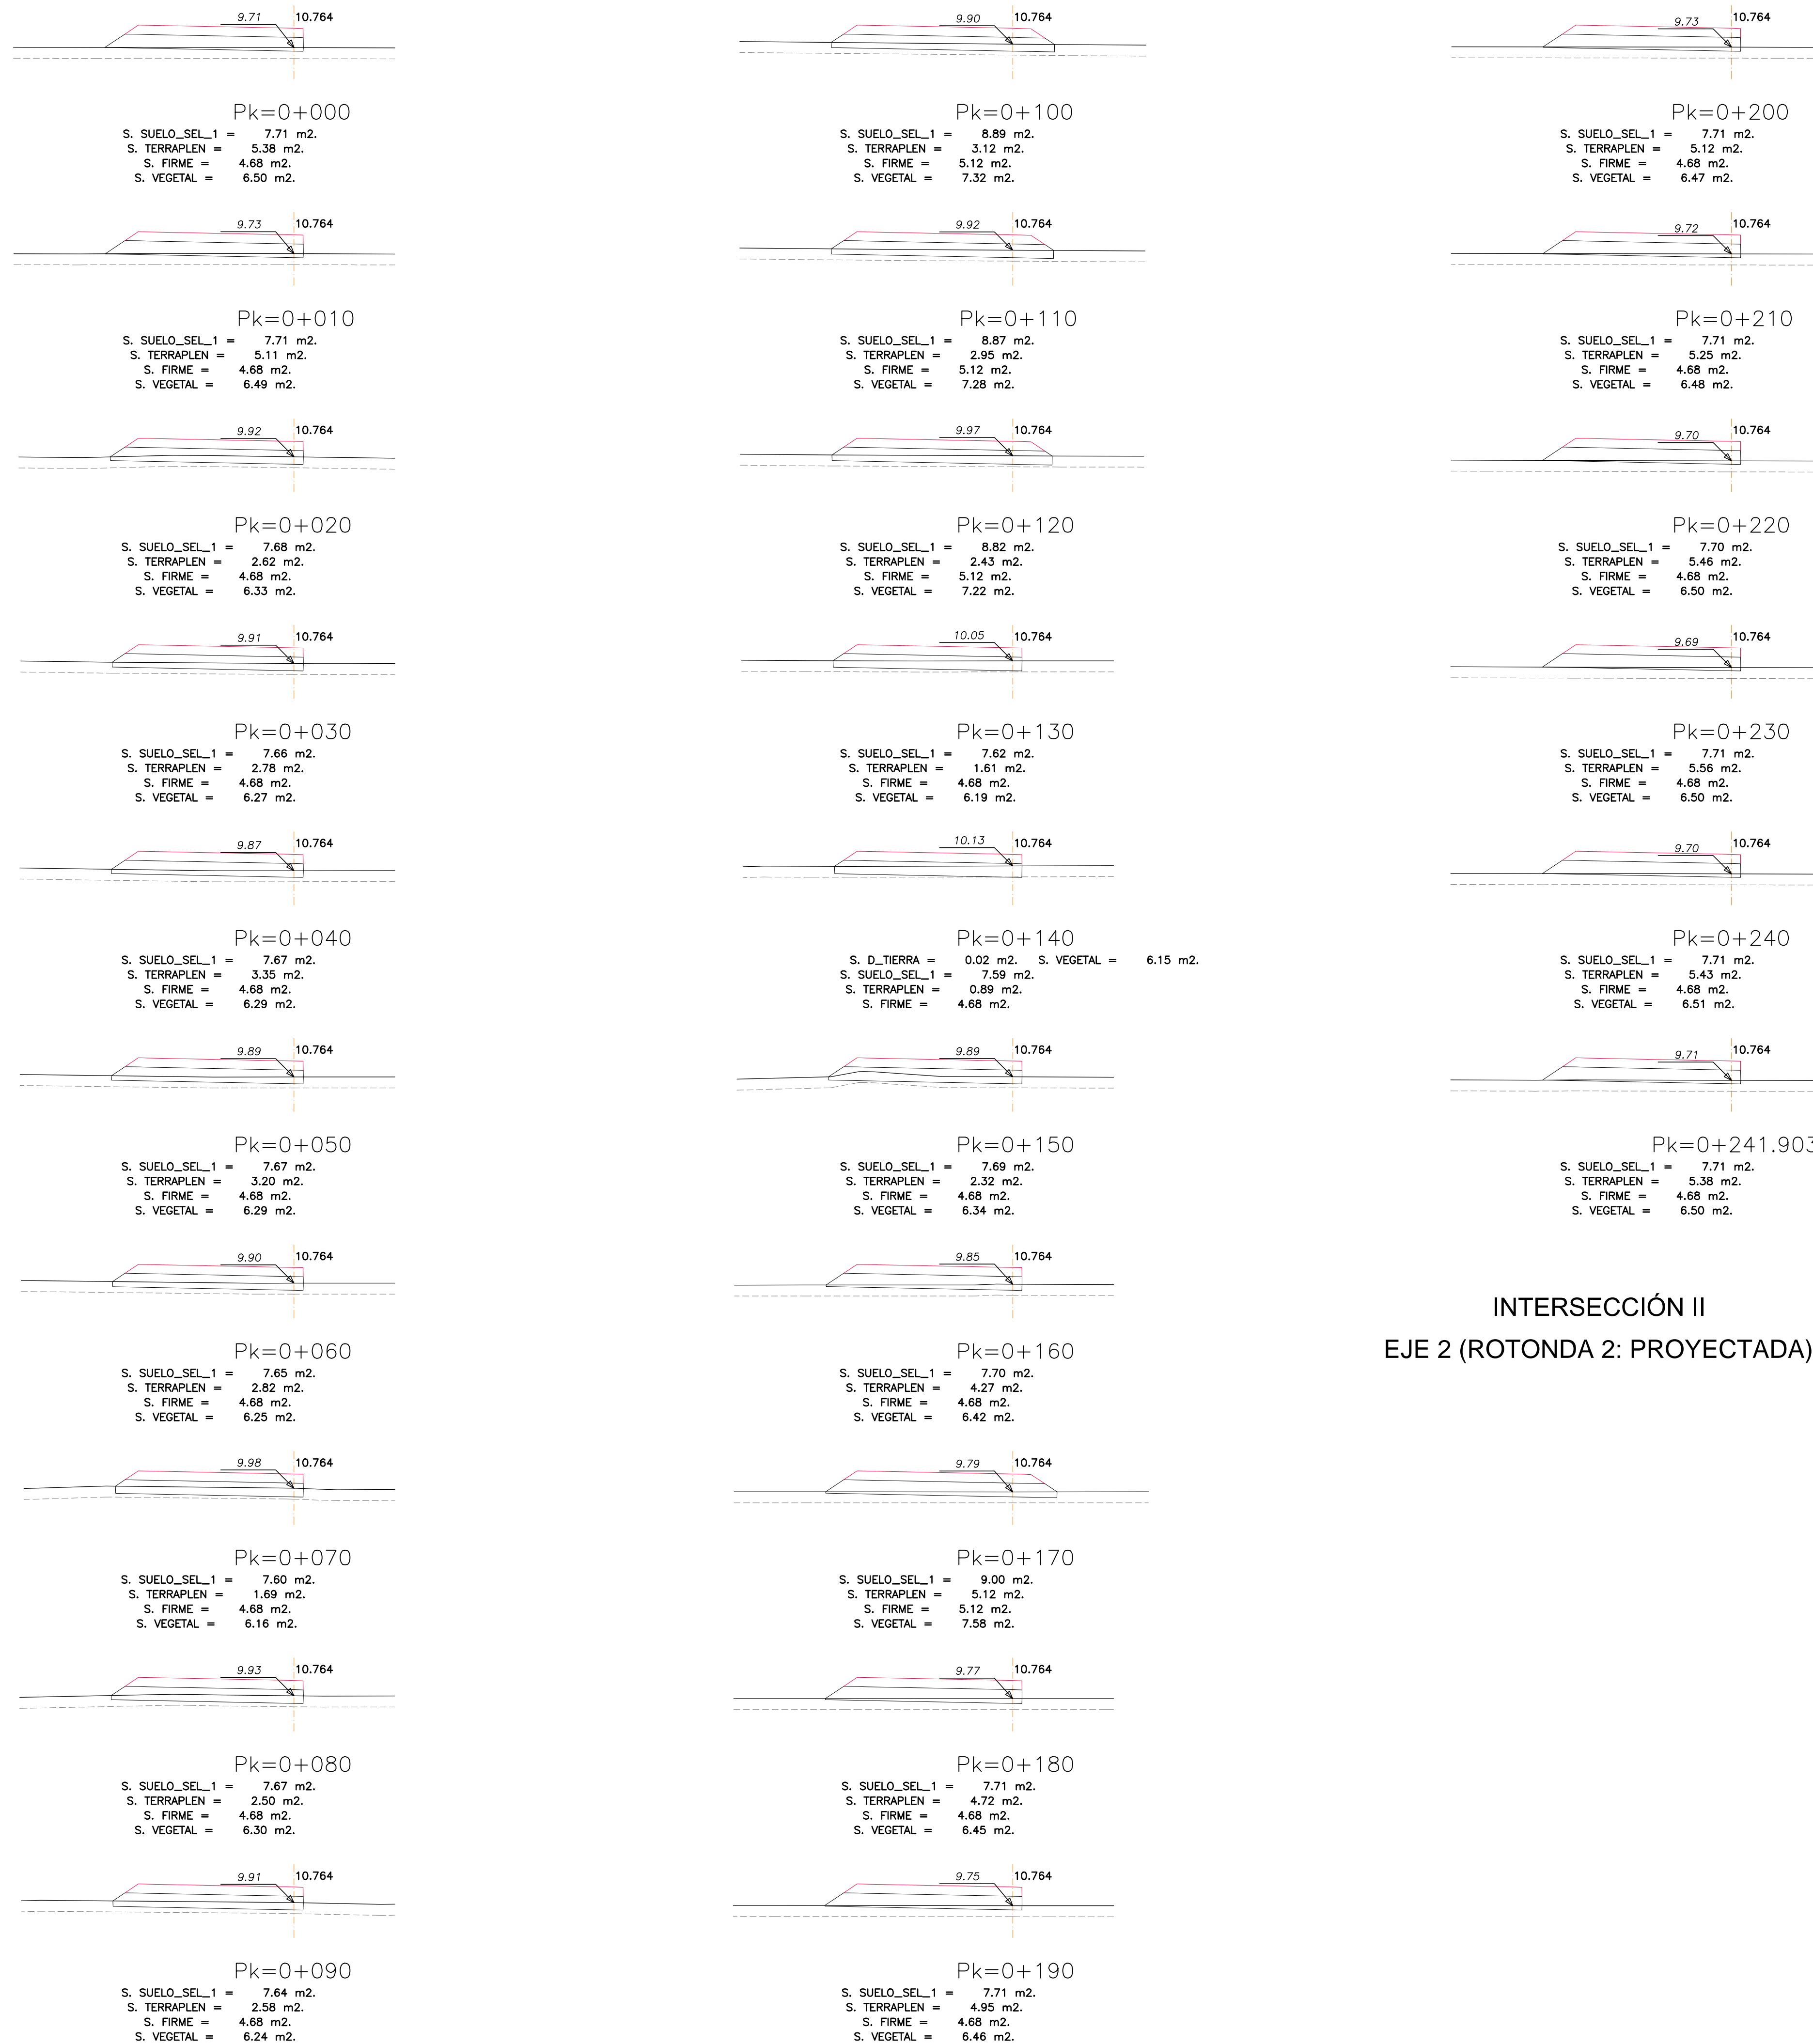 9.71 10.764
Pk=0+000
S. SUELO_SEL_1 = 7.71 m2.
S. TERRAPLEN = 5.38 m2.
S. FIRME = 4.68 m2.
S. VEGETAL = 6.50 m2.
9.73 10.764
Pk=0+010
S. SUELO_SEL_1 = 7.71 m2.
S. TERRAPLEN = 5.11 m2.
S. FIRME = 4.68 m2.
S. VEGETAL = 6.49 m2.
9.92 10.764
Pk=0+020
S. SUELO_SEL_1 = 7.68 m2.
S. TERRAPLEN = 2.62 m2.
S. FIRME = 4.68 m2.
S. VEGETAL = 6.33 m2.
9.91 10.764
Pk=0+030
S. SUELO_SEL_1 = 7.66 m2.
S. TERRAPLEN = 2.78 m2.
S. FIRME = 4.68 m2.
S. VEGETAL = 6.27 m2.
9.87 10.764
Pk=0+040
S. SUELO_SEL_1 = 7.67 m2.
S. TERRAPLEN = 3.35 m2.
S. FIRME = 4.68 m2.
S. VEGETAL = 6.29 m2.
9.89 10.764
Pk=0+050
S. SUELO_SEL_1 = 7.67 m2.
S. TERRAPLEN = 3.20 m2.
S. FIRME = 4.68 m2.
S. VEGETAL = 6.29 m2.
9.90 10.764
Pk=0+060
S. SUELO_SEL_1 = 7.65 m2.
S. TERRAPLEN = 2.82 m2.
S. FIRME = 4.68 m2.
S. VEGETAL = 6.25 m2.
9.98 10.764
Pk=0+070
S. SUELO_SEL_1 = 7.60 m2.
S. TERRAPLEN = 1.69 m2.
S. FIRME = 4.68 m2.
S. VEGETAL = 6.16 m2.
9.93 10.764
Pk=0+080
S. SUELO_SEL_1 = 7.67 m2.
S. TERRAPLEN = 2.50 m2.
S. FIRME = 4.68 m2.
S. VEGETAL = 6.30 m2.
9.91 10.764
Pk=0+090
S. SUELO_SEL_1 = 7.64 m2.
S. TERRAPLEN = 2.58 m2.
S. FIRME = 4.68 m2.
S. VEGETAL = 6.24 m2.
9.90 10.764
Pk=0+100
S. SUELO_SEL_1 = 8.89 m2.
S. TERRAPLEN = 3.12 m2.
S. FIRME = 5.12 m2.
S. VEGETAL = 7.32 m2.
9.92 10.764
Pk=0+110
S. SUELO_SEL_1 = 8.87 m2.
S. TERRAPLEN = 2.95 m2.
S. FIRME = 5.12 m2.
S. VEGETAL = 7.28 m2.
9.97 10.764
Pk=0+120
S. SUELO_SEL_1 = 8.82 m2.
S. TERRAPLEN = 2.43 m2.
S. FIRME = 5.12 m2.
S. VEGETAL = 7.22 m2.
10.05 10.764
Pk=0+130
S. SUELO_SEL_1 = 7.62 m2.
S. TERRAPLEN = 1.61 m2.
S. FIRME = 4.68 m2.
S. VEGETAL = 6.19 m2.
10.13 10.764
Pk=0+140
S. D_TIERRA = 0.02 m2. S. VEGETAL = 6.15 m2.
S. SUELO_SEL_1 = 7.59 m2.
S. TERRAPLEN = 0.89 m2.
S. FIRME = 4.68 m2.
9.89 10.764
Pk=0+150
S. SUELO_SEL_1 = 7.69 m2.
S. TERRAPLEN = 2.32 m2.
S. FIRME = 4.68 m2.
S. VEGETAL = 6.34 m2.
9.85 10.764
Pk=0+160
S. SUELO_SEL_1 = 7.70 m2.
S. TERRAPLEN = 4.27 m2.
S. FIRME = 4.68 m2.
S. VEGETAL = 6.42 m2.
9.79 10.764
Pk=0+170
S. SUELO_SEL_1 = 9.00 m2.
S. TERRAPLEN = 5.12 m2.
S. FIRME = 5.12 m2.
S. VEGETAL = 7.58 m2.
9.77 10.764
Pk=0+180
S. SUELO_SEL_1 = 7.71 m2.
S. TERRAPLEN = 4.72 m2.
S. FIRME = 4.68 m2.
S. VEGETAL = 6.45 m2.
9.75 10.764
Pk=0+190
S. SUELO_SEL_1 = 7.71 m2.
S. TERRAPLEN = 4.95 m2.
S. FIRME = 4.68 m2.
S. VEGETAL = 6.46 m2.
9.73 10.764
Pk=0+200
S. SUELO_SEL_1 = 7.71 m2.
S. TERRAPLEN = 5.12 m2.
S. FIRME = 4.68 m2.
S. VEGETAL = 6.47 m2.
9.72 10.764
Pk=0+210
S. SUELO_SEL_1 = 7.71 m2.
S. TERRAPLEN = 5.25 m2.
S. FIRME = 4.68 m2.
S. VEGETAL = 6.48 m2.
9.70 10.764
Pk=0+220
S. SUELO_SEL_1 = 7.70 m2.
S. TERRAPLEN = 5.46 m2.
S. FIRME = 4.68 m2.
S. VEGETAL = 6.50 m2.
9.69 10.764
Pk=0+230
S. SUELO_SEL_1 = 7.71 m2.
S. TERRAPLEN = 5.56 m2.
S. FIRME = 4.68 m2.
S. VEGETAL = 6.50 m2.
9.70 10.764
Pk=0+240
S. SUELO_SEL_1 = 7.71 m2.
S. TERRAPLEN = 5.43 m2.
S. FIRME = 4.68 m2.
S. VEGETAL = 6.51 m2.
9.71 10.764
Pk=0+241.903
S. SUELO_SEL_1 = 7.71 m2.
S. TERRAPLEN = 5.38 m2.
S. FIRME = 4.68 m2.
S. VEGETAL = 6.50 m2.
INTERSECCIÓN II
EJE 2 (ROTONDA 2: PROYECTADA)